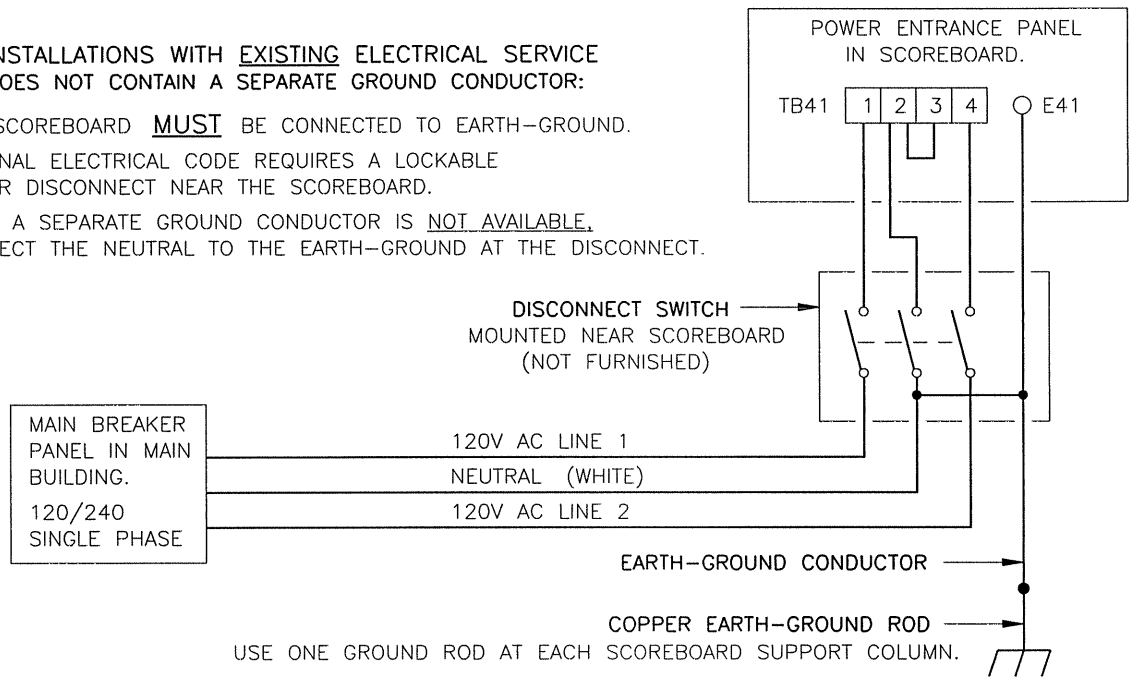 NSTALLATIONS WITH EXISTING ELECTRICAL SERVICE
OES NOT CONTAIN A SEPARATE GROUND CONDUCTOR:
SCOREBOARD MUST BE CONNECTED TO EARTH-GROUND.
NAL ELECTRICAL CODE REQUIRES A LOCKABLE
R DISCONNECT NEAR THE SCOREBOARD.
A SEPARATE GROUND CONDUCTOR IS NOT AVAILABLE,
ECT THE NEUTRAL TO THE EARTH-GROUND AT THE DISCONNECT.
POWER ENTRANCE PANEL
IN SCOREBOARD.
TB41 1 2 3 4 E41
DISCONNECT SWITCH
MOUNTED NEAR SCOREBOARD
(NOT FURNISHED)
MAIN BREAKER
PANEL IN MAIN
BUILDING.
120/240
SINGLE PHASE
120V AC LINE 1
NEUTRAL (WHITE)
120V AC LINE 2
EARTH-GROUND CONDUCTOR
COPPER EARTH-GROUND ROD
USE ONE GROUND ROD AT EACH SCOREBOARD SUPPORT COLUMN.